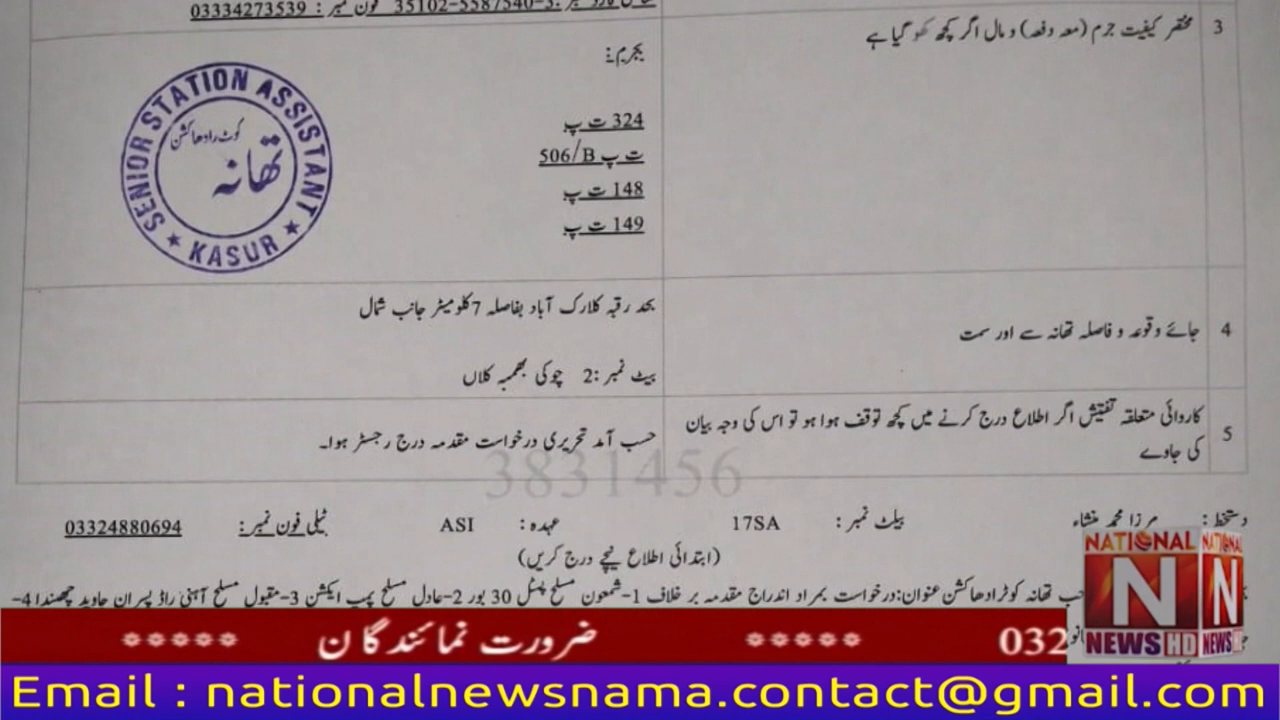 فون نمبر : 03334273539
35102-5587540-3
3
مختصر کیفیت جرم (معہ دفعہ) و مال اگر کچھ کھو گیا ہے
بجرم:
324 ت پ
506/B ت پ
148 ت پ
149 ت پ
SENIOR STATION ASSISTANT
کوٹ رادھاکشن
تھانہ
KASUR
4
جائے وقوعہ و فاصلہ تھانہ سے اور سمت
بحد رقبہ کلارک آباد بفاصلہ 7 کلومیٹر جانب شمال
بیٹ نمبر :2 چوکی بھمبہ کلاں
5
کاروائی متعلقہ تفتیش اگر اطلاع درج کرنے میں کچھ توقف ہوا ہو تو اس کی وجہ بیان
کی جاوے
حسب آمد تحریری درخواست مقدمہ درج رجسٹر ہوا۔
3831456
دستخط: مرزا محمد منشاء بیلٹ نمبر: 17SA عہدہ: ASI ٹیلی فون نمبر: 03324880694
(ابتدائی اطلاع نیچے درج کریں)
تھانہ کوٹرادھاکشن عنوان:درخواست بمراد اندراج مقدمہ بر خلاف 1-شمعون مسلح پسٹل 30 بور 2-عادل مسلح پمپ ایکشن 3-مقبول مسلح آہنی راڈ پسران جاوید چھندا 4-
032 ***** ضرورت نمائندگان *****
NATIONAL
N
NEWS HD
NATIONAL
N
NEWS
Email : nationalnewsnama.contact@gmail.com